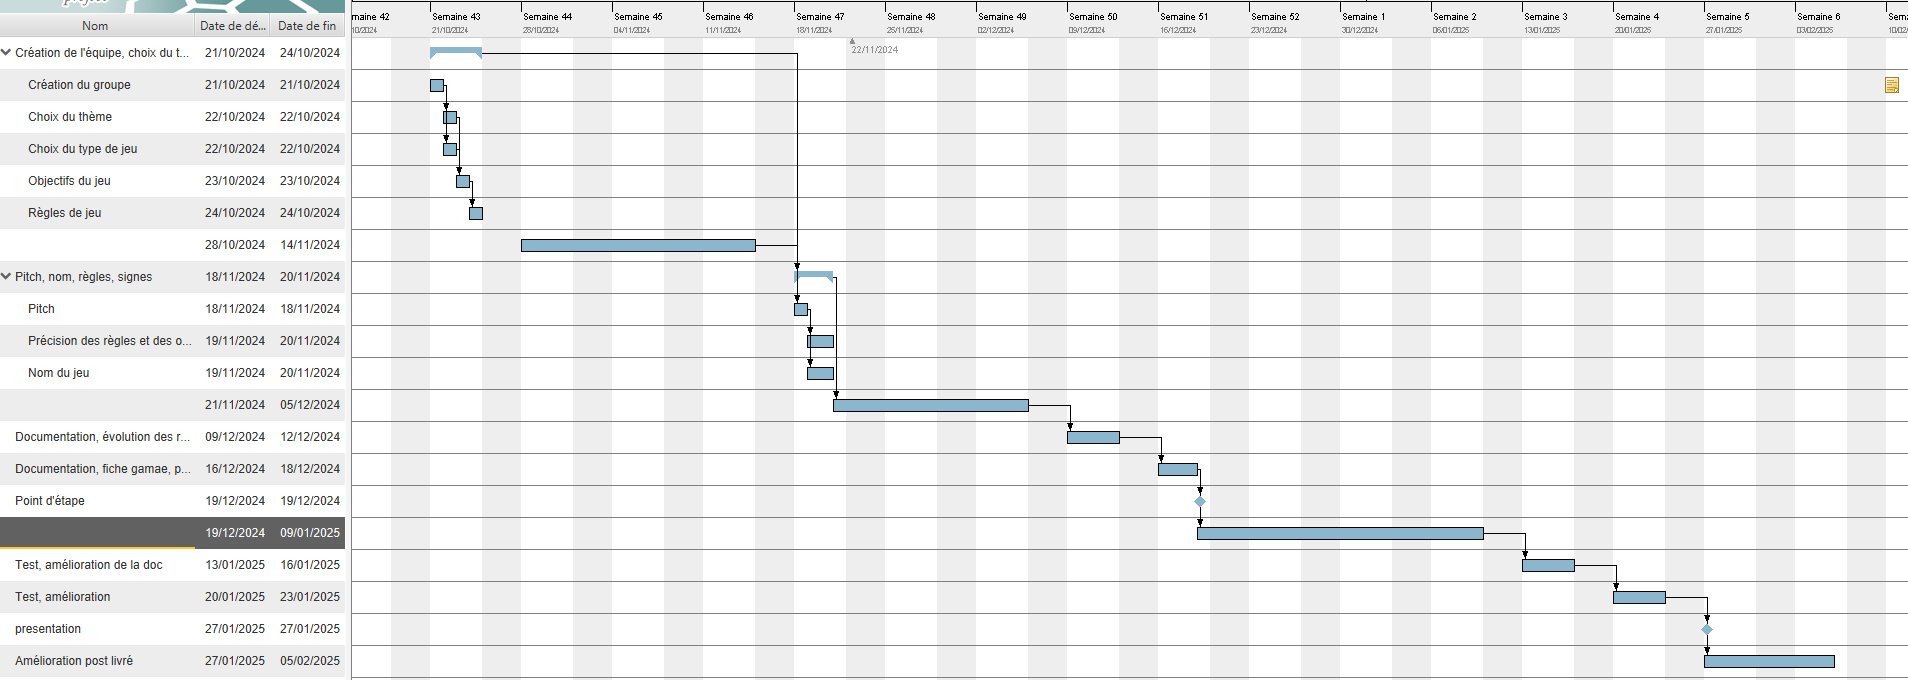 project
Nom Date de dé... Date de fin
Création de l'équipe, choix du t... 21/10/2024 24/10/2024
Création du groupe 21/10/2024 21/10/2024
Choix du thème 22/10/2024 22/10/2024
Choix du type de jeu 22/10/2024 22/10/2024
Objectifs du jeu 23/10/2024 23/10/2024
Règles de jeu 24/10/2024 24/10/2024
28/10/2024 14/11/2024
Pitch, nom, règles, signes 18/11/2024 20/11/2024
Pitch 18/11/2024 18/11/2024
Précision des règles et des o... 19/11/2024 20/11/2024
Nom du jeu 19/11/2024 20/11/2024
21/11/2024 05/12/2024
Documentation, évolution des r... 09/12/2024 12/12/2024
Documentation, fiche gamae, p... 16/12/2024 18/12/2024
Point d'étape 19/12/2024 19/12/2024
19/12/2024 09/01/2025
Test, amélioration de la doc 13/01/2025 16/01/2025
Test, amélioration 20/01/2025 23/01/2025
presentation 27/01/2025 27/01/2025
Amélioration post livré 27/01/2025 05/02/2025
maine 42 Semaine 43 Semaine 44 Semaine 45 Semaine 46 Semaine 47 Semaine 48 Semaine 49 Semaine 50 Semaine 51 Semaine 52 Semaine 1 Semaine 2 Semaine 3 Semaine 4 Semaine 5 Semaine 6 Sem
10/2024 21/10/2024 28/10/2024 04/11/2024 11/11/2024 18/11/2024 25/11/2024 02/12/2024 09/12/2024 16/12/2024 23/12/2024 30/12/2024 06/01/2025 13/01/2025 20/01/2025 27/01/2025 03/02/2025 10/02/
22/11/2024